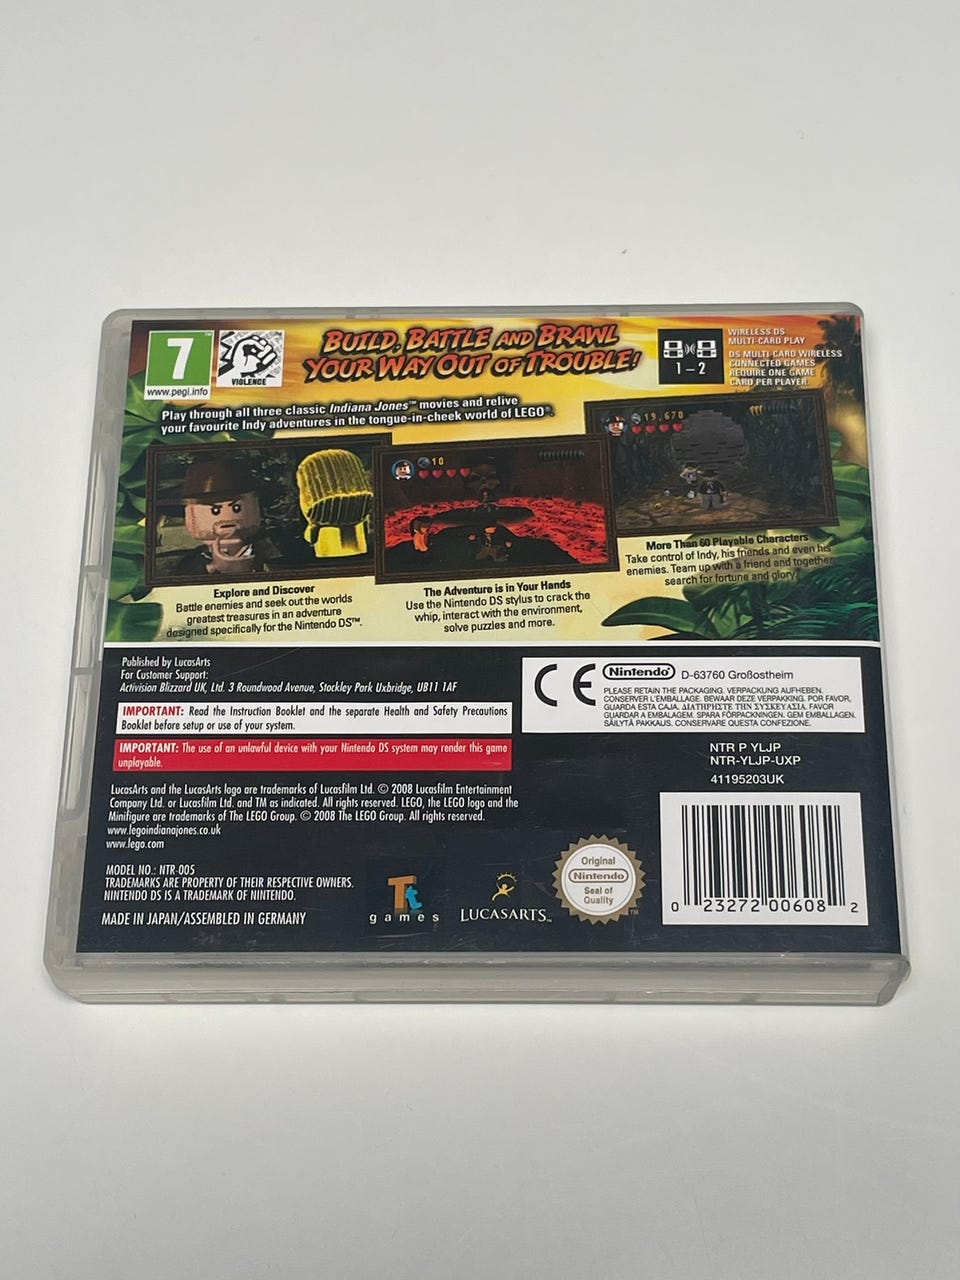 7
www.pegi.info
VIOLENCE
BUILD, BATTLE AND BRAWL
YOUR WAY OUT OF TROUBLE!
1-2
WIRELESS DS
MULTI-CARD PLAY
DS MULTI-CARD WIRELESS
CONNECTED GAMES
REQUIRE ONE GAME
CARD PER PLAYER
Play through all three classic Indiana Jones™ movies and relive
your favourite Indy adventures in the tongue-in-cheek world of LEGO®.
10
19,670
Explore and Discover
Battle enemies and seek out the worlds
greatest treasures in an adventure
designed specifically for the Nintendo DS™.
The Adventure is in Your Hands
Use the Nintendo DS stylus to crack the
whip, interact with the environment,
solve puzzles and more.
More Than 60 Playable Characters
Take control of Indy, his friends and even his
enemies. Team up with a friend and together
search for fortune and glory.
Published by LucasArts
For Customer Support:
Activision Blizzard UK, Ltd. 3 Roundwood Avenue, Stockley Park Uxbridge, UB11 1AF
IMPORTANT: Read the Instruction Booklet and the separate Health and Safety Precautions
Booklet before setup or use of your system.
IMPORTANT: The use of an unlawful device with your Nintendo DS system may render this game
unplayable.
LucasArts and the LucasArts logo are trademarks of Lucasfilm Ltd. © 2008 Lucasfilm Entertainment
Company Ltd. or Lucasfilm Ltd. and TM as indicated. All rights reserved. LEGO, the LEGO logo and the
Minifigure are trademarks of The LEGO Group. © 2008 The LEGO Group. All rights reserved.
www.legoindianajones.co.uk
www.lego.com
MODEL NO.: NTR-005
TRADEMARKS ARE PROPERTY OF THEIR RESPECTIVE OWNERS.
NINTENDO DS IS A TRADEMARK OF NINTENDO.
MADE IN JAPAN/ASSEMBLED IN GERMANY
CE
Nintendo® D-63760 Großostheim
PLEASE RETAIN THE PACKAGING. VERPACKUNG AUFHEBEN.
CONSERVER L'EMBALLAGE. BEWAAR DEZE VERPAKKING. POR FAVOR,
GUARDA ESTA CAJA. ΔΙΑΤΗΡΗΣΤΕ ΤΗΝ ΣΥΣΚΕΥΑΣΙΑ. FAVOR
GUARDAR A EMBALAGEM. SPARA FÖRPACKNINGEN. GEM EMBALLAGEN.
SÄILYTÄ PAKKAUS. CONSERVARE QUESTA CONFEZIONE.
NTR P YLJP
NTR-YLJP-UXP
41195203UK
Tt
games
LUCASARTS™
Original
Nintendo
Seal of
Quality
™
0 23272 00608 2